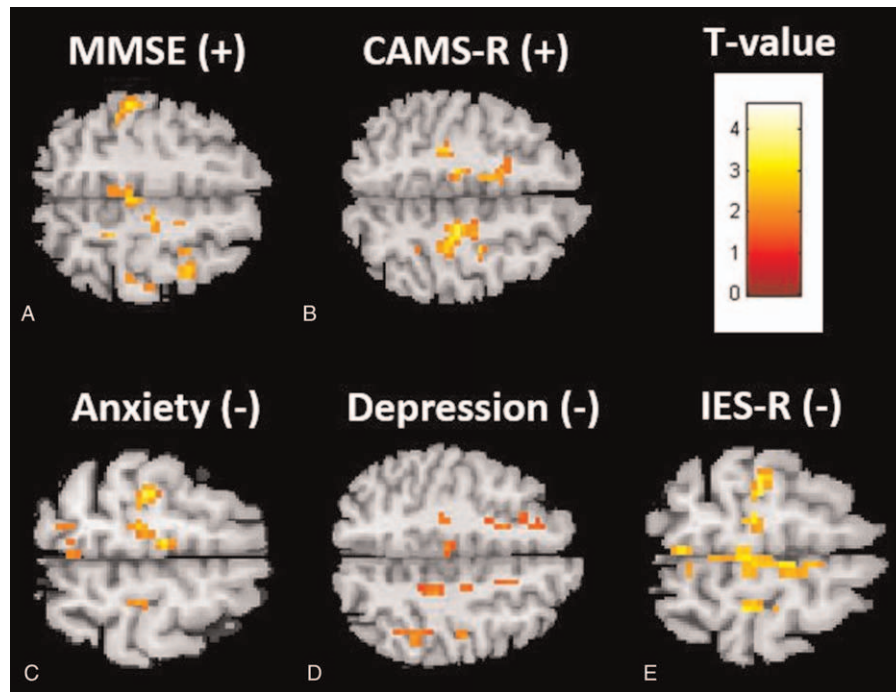 MMSE (+)
CAMS-R (+)
T-value
4
3
2
1
0
A
B
Anxiety (-)
Depression (-)
IES-R (-)
C
D
E